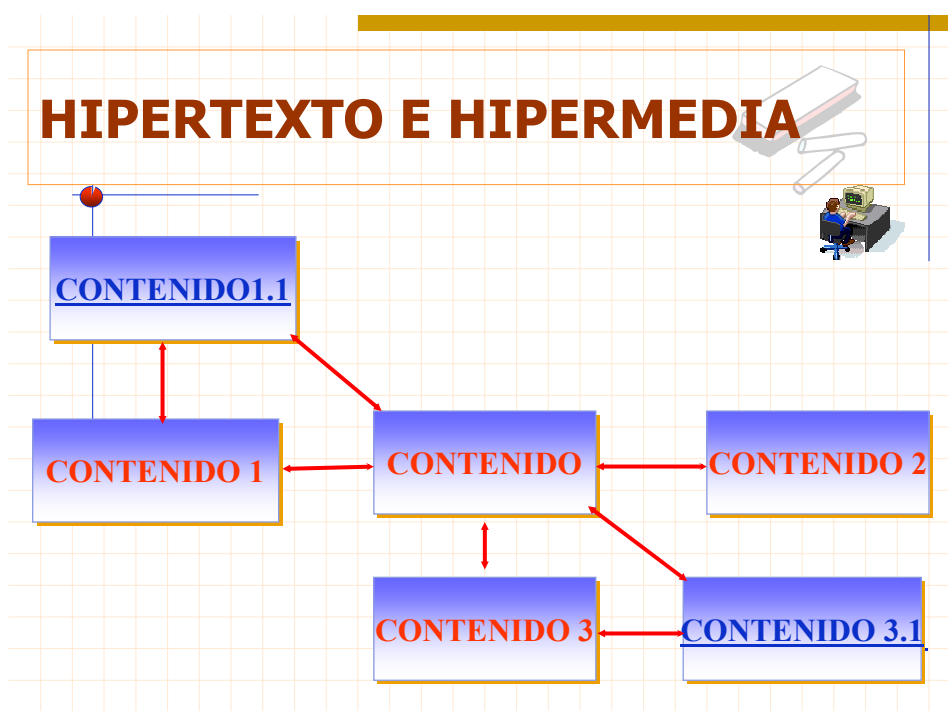 HIPERTEXTO E HIPERMEDIA
CONTENIDO1.1
CONTENIDO 1
CONTENIDO
CONTENIDO 2
CONTENIDO 3
CONTENIDO 3.1